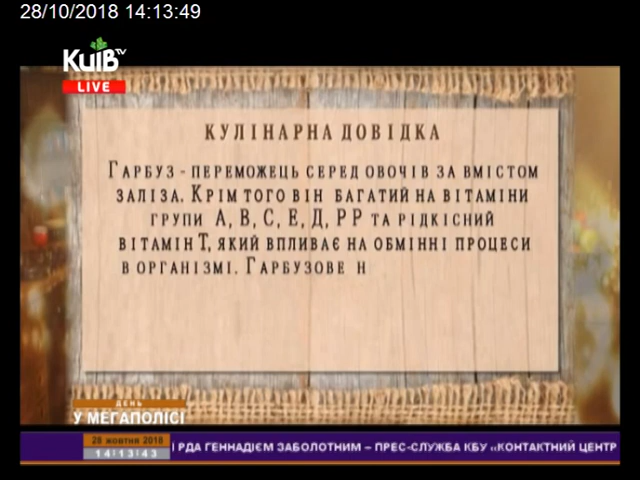 28/10/2018 14:13:49
КиїВ TV
LIVE
КУЛІНАРНА ДОВІДКА
ГАРБУЗ - ПЕРЕМОЖЕЦЬ СЕРЕД ОВОЧІВ ЗА ВМІСТОМ
ЗАЛІЗА. КРІМ ТОГО ВІН БАГАТИЙ НА ВІТАМІНИ
ГРУПИ А, В, С, Е, Д, РР ТА РІДКІСНИЙ
ВІТАМІН Т, ЯКИЙ ВПЛИВАЄ НА ОБМІННІ ПРОЦЕСИ
В ОРГАНІЗМІ. ГАРБУЗОВЕ Н
ДЕНЬ
У МЕГАПОЛІСІ
28 жовтня 2018
14:13:43
І РДА ГЕННАДІЄМ ЗАБОЛОТНИМ – ПРЕС-СЛУЖБА КБУ «КОНТАКТНИЙ ЦЕНТР